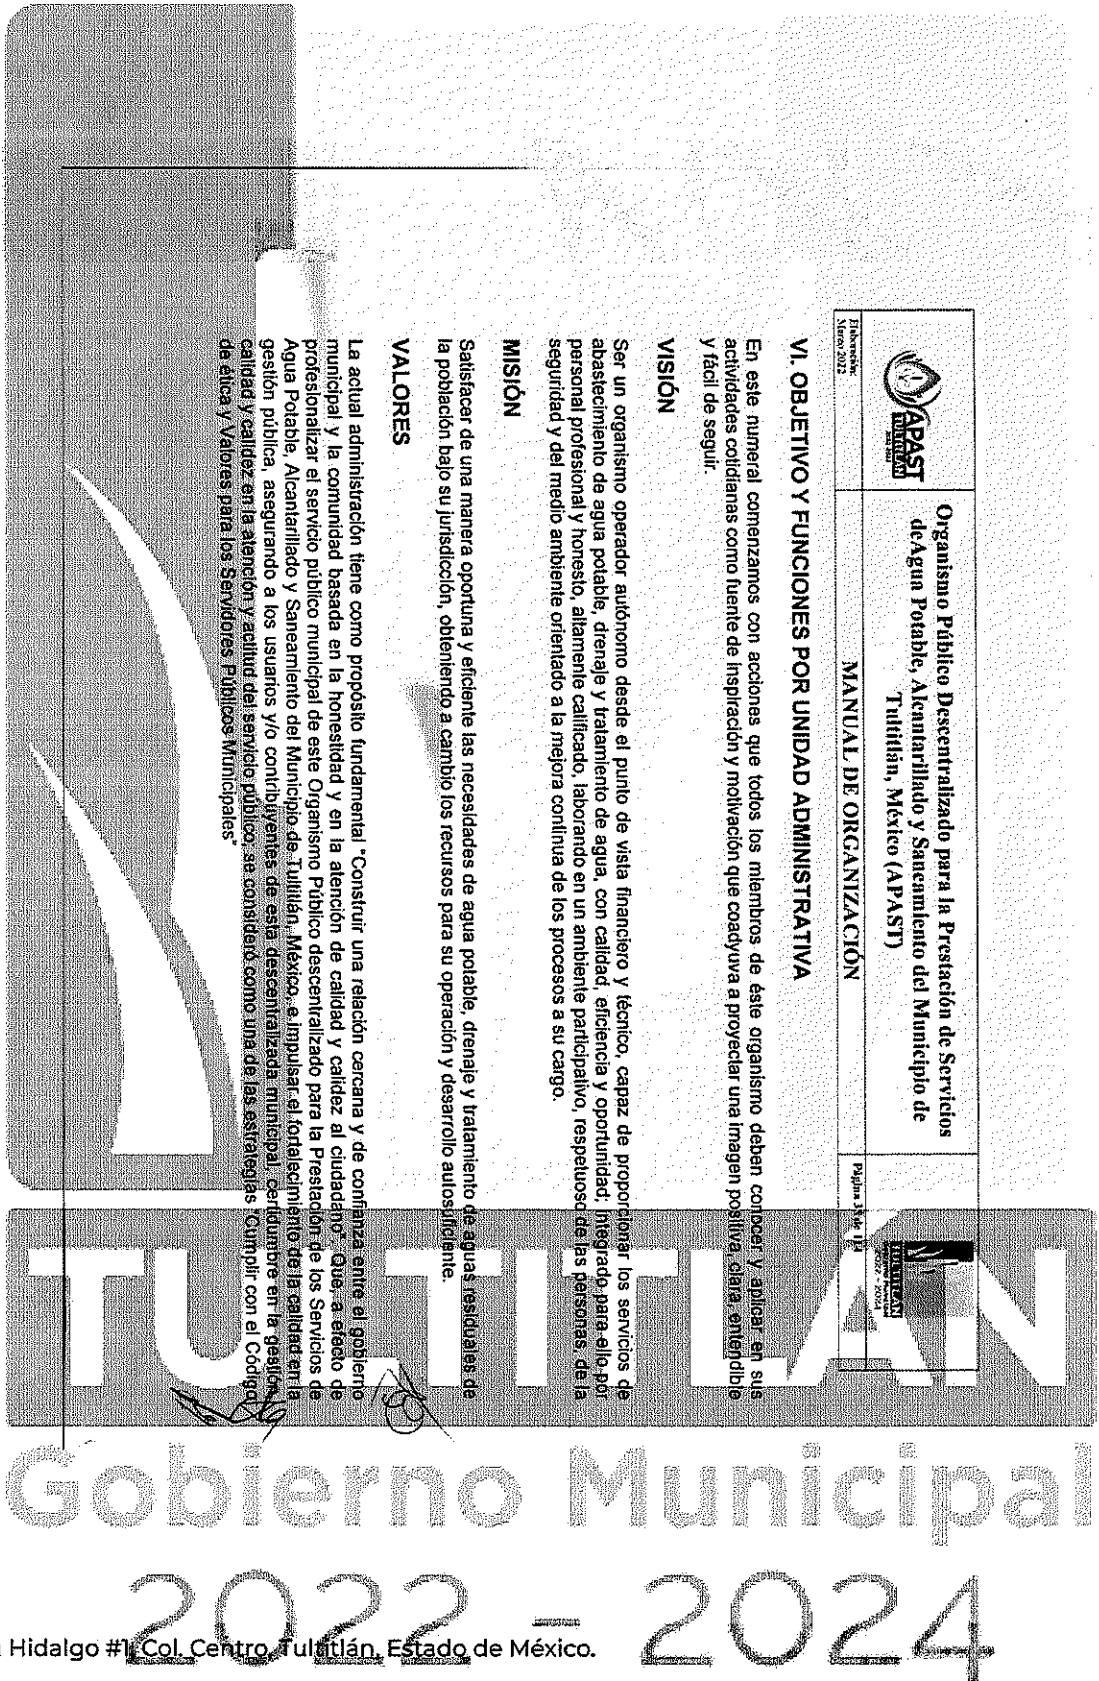 APAST
TULTITLÁN
Organismo Público Descentralizado para la Prestación de Servicios
deAgua Potable, Alcantarillado y Saneamiento del Municipio de
Tultitlán, México (APAST)
TULTITLÁN
2022 - 2024
Elaboración:
Marzo 2022
MANUAL DE ORGANIZACIÓN
Página 33 de
VI. OBJETIVO Y FUNCIONES POR UNIDAD ADMINISTRATIVA
En este numeral comenzamos con acciones que todos los miembros de éste organismo deben conocer y aplicar en sus
actividades cotidianas como fuente de inspiración y motivación que coadyuva a proyectar una imagen positiva, clara, entendible
y fácil de seguir.
VISIÓN
Ser un organismo operador autónomo desde el punto de vista financiero y técnico, capaz de proporcionar los servicios de
abastecimiento de agua potable, drenaje y tratamiento de agua, con calidad, eficiencia y oportunidad; integrado para ello por
personal profesional y honesto, altamente calificado, laborando en un ambiente participativo, respetuoso de las personas, de la
seguridad y del medio ambiente orientado a la mejora continua de los procesos a su cargo.
MISIÓN
Satisfacer de una manera oportuna y eficiente las necesidades de agua potable, drenaje y tratamiento de aguas residuales de
la población bajo su jurisdicción, obteniendo a cambio los recursos para su operación y desarrollo autosuficiente.
VALORES
La actual administración tiene como propósito fundamental "Construir una relación cercana y de confianza entre el gobierno
municipal y la comunidad basada en la honestidad y en la atención de calidad y calidez al ciudadano". Que, a efecto de
profesionalizar el servicio público municipal de este Organismo Público descentralizado para la Prestación de los Servicios de
Agua Potable, Alcantarillado y Saneamiento del Municipio de Tultitlán, México, e impulsar el fortalecimiento de la calidad en la
gestión pública, asegurando a los usuarios y/o contribuyentes de esta descentralizada municipal, certidumbre en la gestión,
calidad y calidez en la atención y actitud del servicio público, se consideró como una de las estrategias "Cumplir con el Código
de ética y Valores para los Servidores Públicos Municipales"
TULTITLÁN
Gobierno Municipal
2022 - 2024
Hidalgo #1, Col. Centro, Tultitlán, Estado de México.